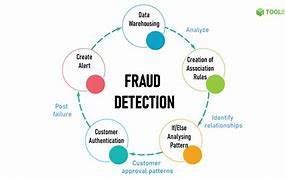 TOOL
Data
Warehousing
Analyze
Creation of
Association
Rules
Identify
relationships
If/Else
Analysing
Pattern
Customer
approval patterns
Customer
Authentication
Post
failure
Create
Alert
FRAUD
DETECTION